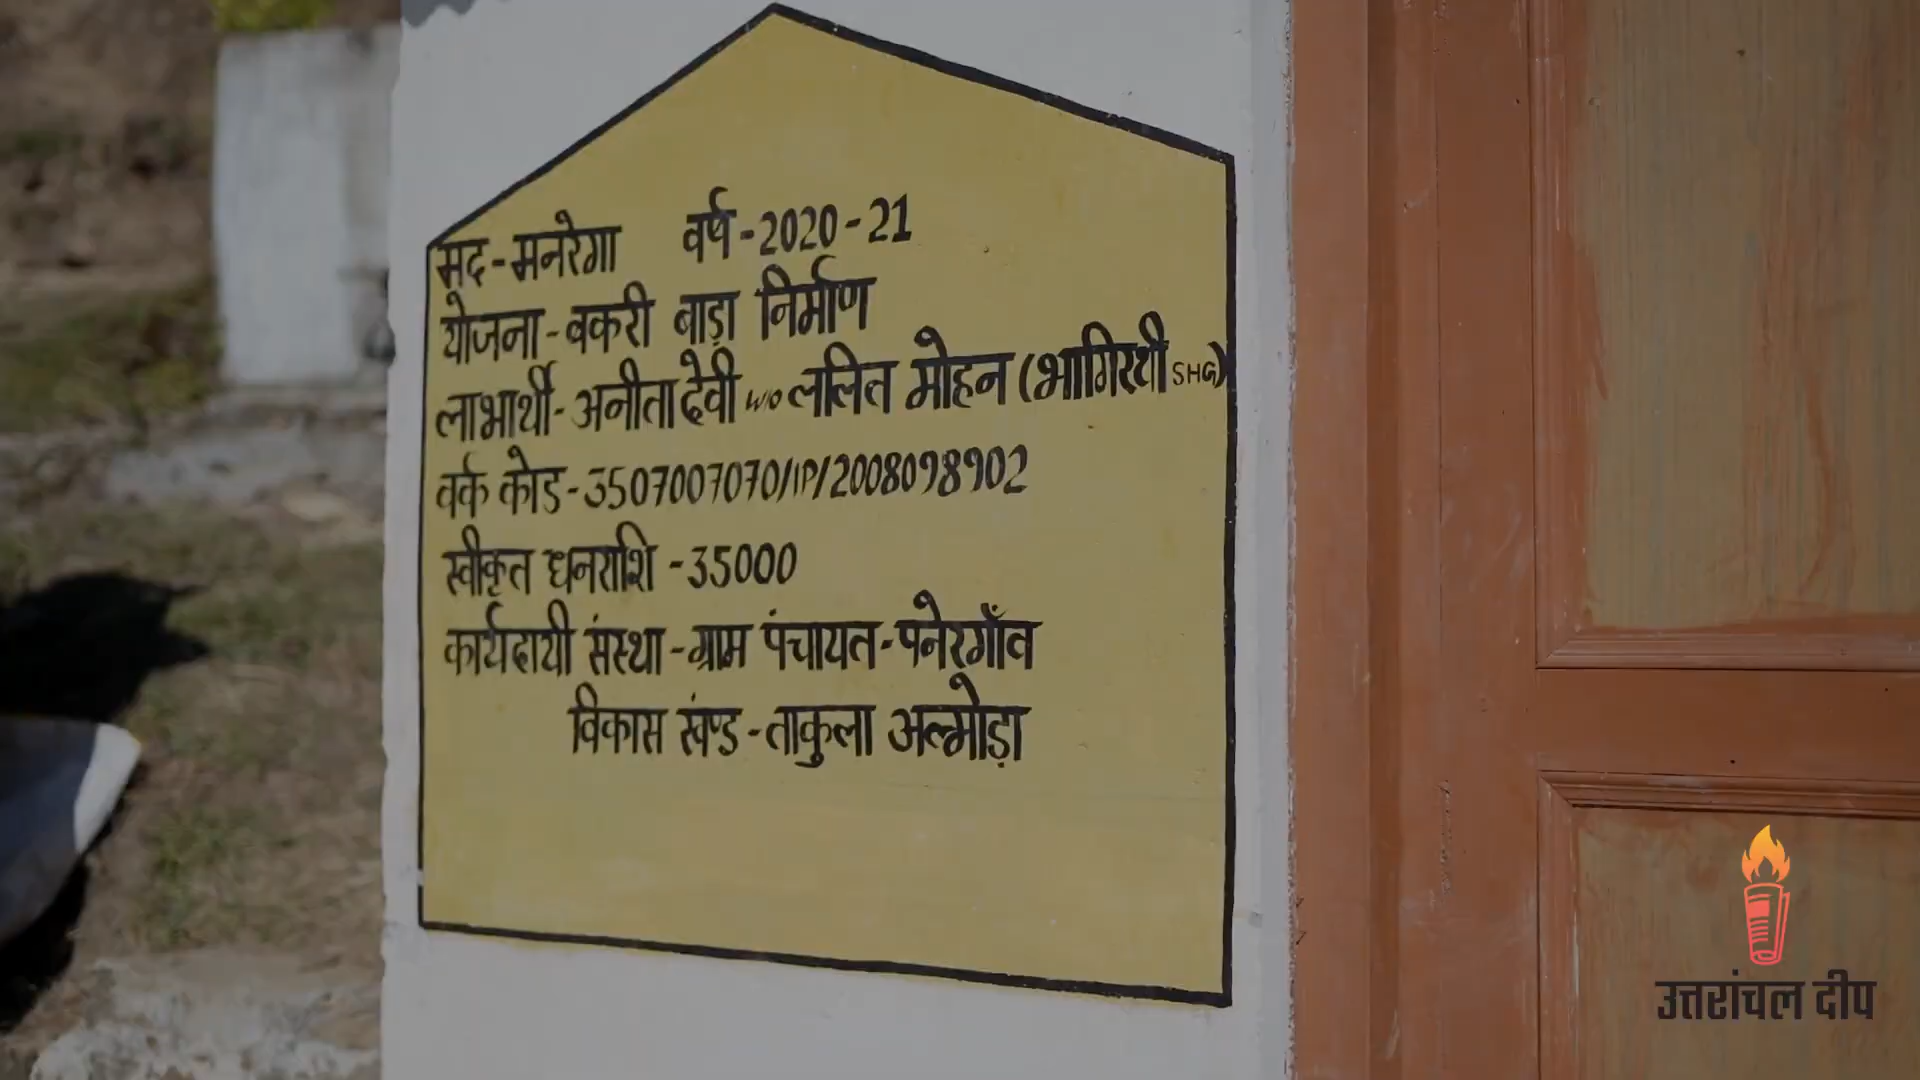 मद-मनरेगा वर्ष-2020-21
योजना-बकरी बाड़ा निर्माण
लाभार्थी-अनीता देवी w/o ललित मोहन (भागिरथी SHG)
वर्क कोड-3507007070/IP/2008098902
स्वीकृत धनराशि-35000
कार्यदायी संस्था-ग्राम पंचायत-पनेरगाँव
विकास खण्ड-ताकुला अल्मोड़ा
उत्तरांचल दीप